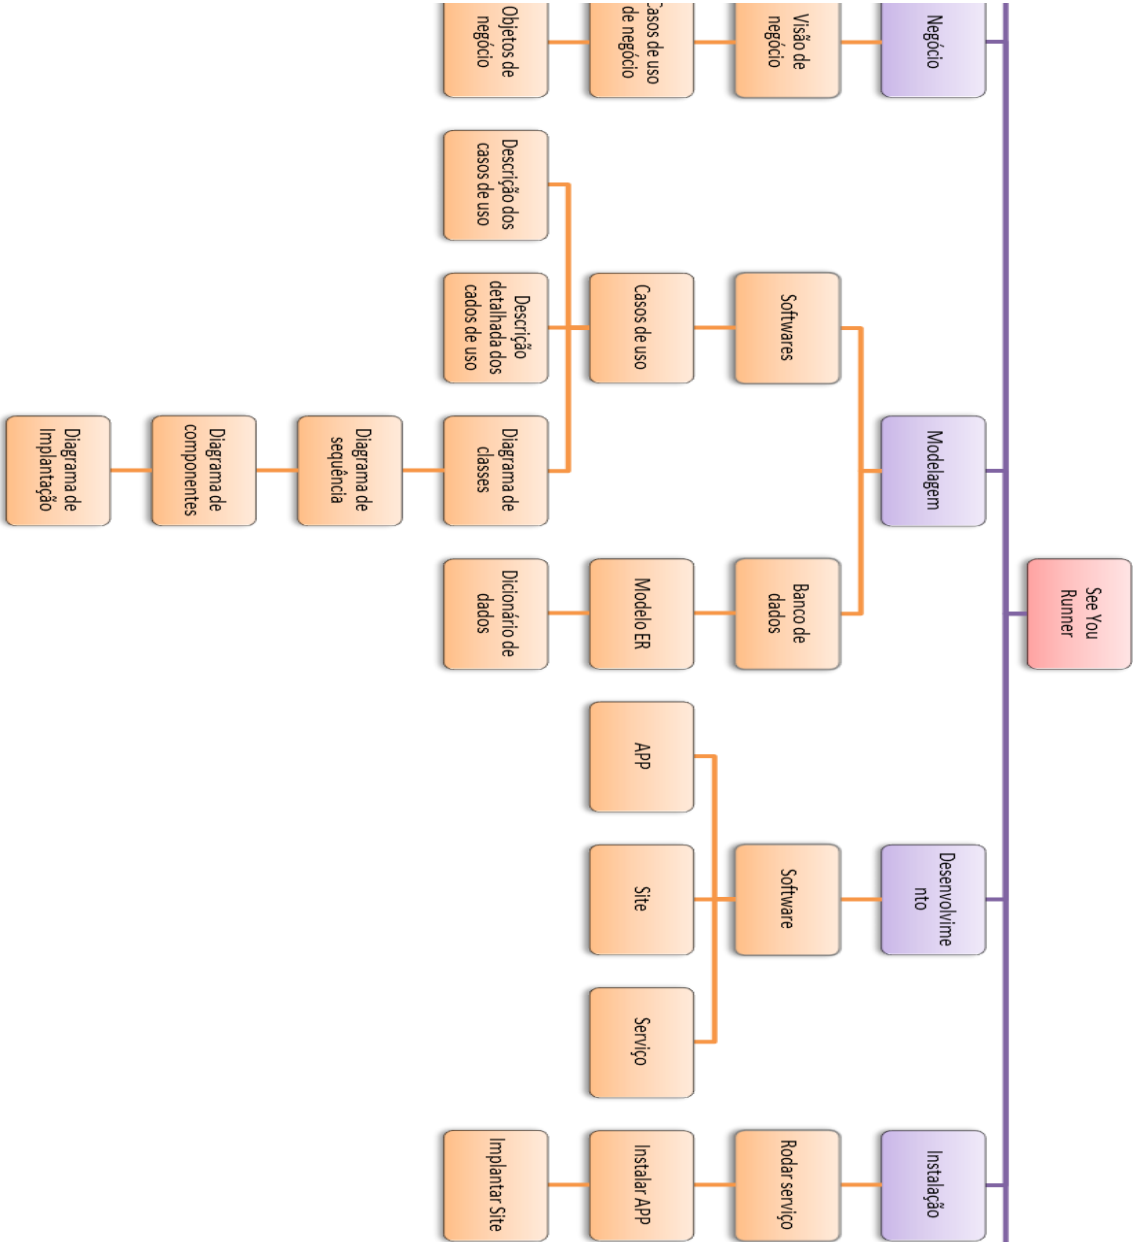 See You
Runner
Negócio
Modelagem
Desenvolvime
nto
Instalação
Visão de
negócio
Softwares
Banco de
dados
Software
Rodar serviço
Casos de uso
de negócio
Casos de uso
Modelo ER
APP
Site
Serviço
Instalar APP
Objetos de
negócio
Descrição dos
casos de uso
Descrição
detalhada dos
cados de uso
Diagrama de
classes
Dicionário de
dados
Implantar Site
Diagrama de
sequência
Diagrama de
componentes
Diagrama de
Implantação